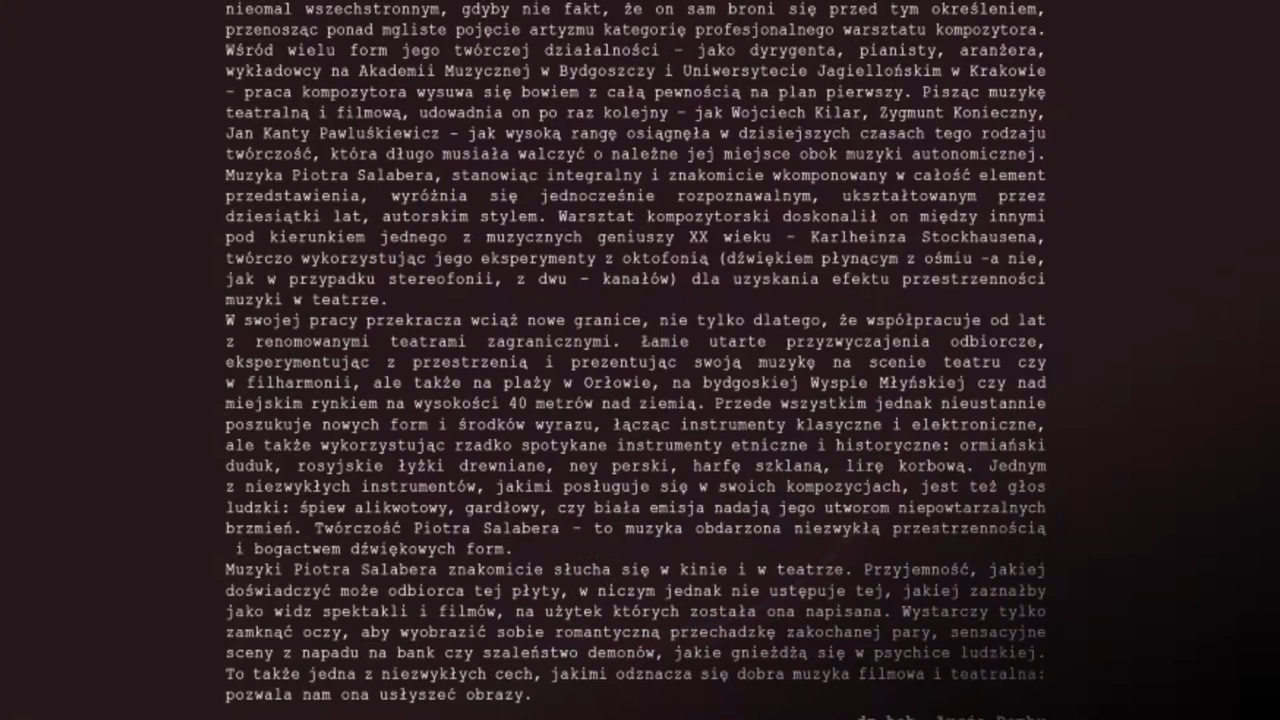 nieomal wszechstronnym, gdyby nie fakt, że on sam broni się przed tym określeniem,
przenosząc ponad mgliste pojęcie artyzmu kategorię profesjonalnego warsztatu kompozytora.
Wśród wielu form jego twórczej działalności - jako dyrygenta, pianisty, aranżera,
wykładowcy na Akademii Muzycznej w Bydgoszczy i Uniwersytecie Jagiellońskim w Krakowie
- praca kompozytora wysuwa się bowiem z całą pewnością na plan pierwszy. Pisząc muzykę
teatralną i filmową, udowadnia on po raz kolejny - jak Wojciech Kilar, Zygmunt Konieczny,
Jan Kanty Pawluśkiewicz - jak wysoką rangę osiągnęła w dzisiejszych czasach tego rodzaju
twórczość, która długo musiała walczyć o należne jej miejsce obok muzyki autonomicznej.
Muzyka Piotra Salabera, stanowiąc integralny i znakomicie wkomponowany w całość element
przedstawienia, wyróżnia się jednocześnie rozpoznawalnym, ukształtowanym przez
dziesiątki lat, autorskim stylem. Warsztat kompozytorski doskonalił on między innymi
pod kierunkiem jednego z muzycznych geniuszy XX wieku - Karlheinza Stockhausena,
twórczo wykorzystując jego eksperymenty z oktofonią (dźwiękiem płynącym z ośmiu -a nie,
jak w przypadku stereofonii, z dwu - kanałów) dla uzyskania efektu przestrzenności
muzyki w teatrze.
W swojej pracy przekracza wciąż nowe granice, nie tylko dlatego, że współpracuje od lat
z renomowanymi teatrami zagranicznymi. Łamie utarte przyzwyczajenia odbiorcze,
eksperymentując z przestrzenią i prezentując swoją muzykę na scenie teatru czy
w filharmonii, ale także na plaży w Orłowie, na bydgoskiej Wyspie Młyńskiej czy nad
miejskim rynkiem na wysokości 40 metrów nad ziemią. Przede wszystkim jednak nieustannie
poszukuje nowych form i środków wyrazu, łącząc instrumenty klasyczne i elektroniczne,
ale także wykorzystując rzadko spotykane instrumenty etniczne i historyczne: ormiański
duduk, rosyjskie łyżki drewniane, ney perski, harfę szklaną, lirę korbową. Jednym
z niezwykłych instrumentów, jakimi posługuje się w swoich kompozycjach, jest też głos
ludzki: śpiew alikwotowy, gardłowy, czy biała emisja nadają jego utworom niepowtarzalnych
brzmień. Twórczość Piotra Salabera - to muzyka obdarzona niezwykłą przestrzennością
i bogactwem dźwiękowych form.
Muzyki Piotra Salabera znakomicie słucha się w kinie i w teatrze. Przyjemność, jakiej
doświadczyć może odbiorca tej płyty, w niczym jednak nie ustępuje tej, jakiej zaznałby
jako widz spektakli i filmów, na użytek których została ona napisana. Wystarczy tylko
zamknąć oczy, aby wyobrazić sobie romantyczną przechadzkę zakochanej pary, sensacyjne
sceny z napadu na bank czy szaleństwo demonów, jakie gnieżdżą się w psychice ludzkiej.
To także jedna z niezwykłych cech, jakimi odznacza się dobra muzyka filmowa i teatralna:
pozwala nam ona usłyszeć obrazy.